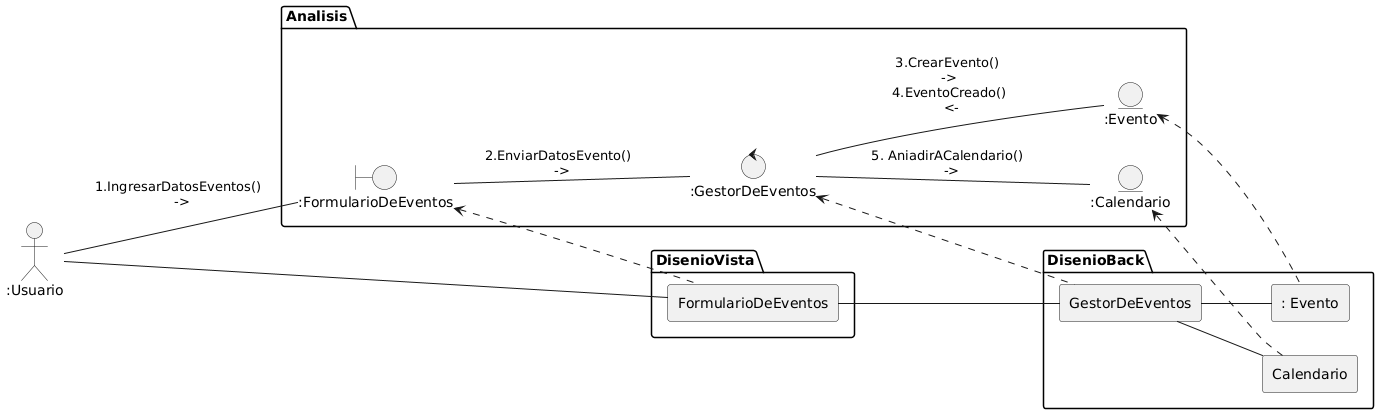 Analisis
3.CrearEvento()
->
4.EventoCreado()
<-
:Evento
2.EnviarDatosEvento()
->
5. AniadirACalendario()
->
1.IngresarDatosEventos()
->
:FormularioDeEventos
:GestorDeEventos
:Calendario
:Usuario
DisenioVista
FormularioDeEventos
DisenioBack
GestorDeEventos
: Evento
Calendario